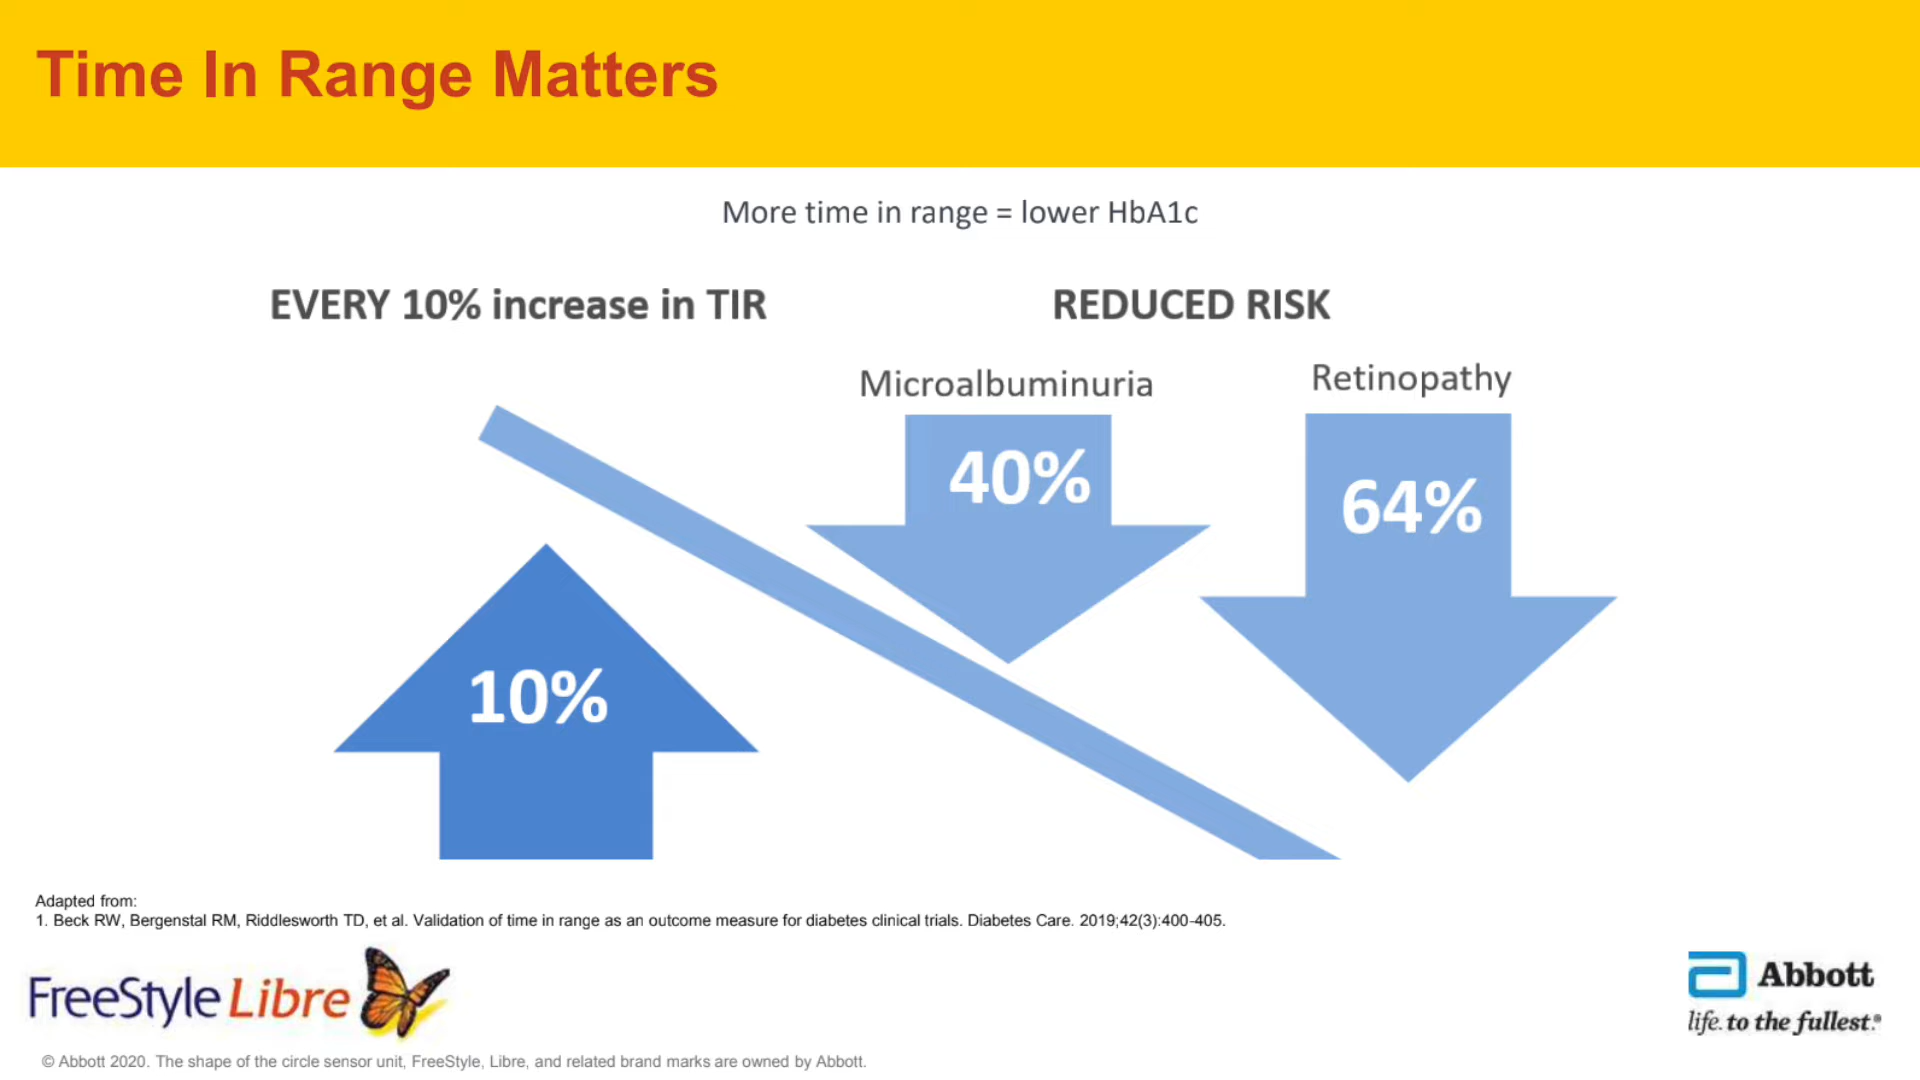 Time In Range Matters
More time in range = lower HbA1c
EVERY 10% increase in TIR
REDUCED RISK
Microalbuminuria
Retinopathy
40%
64%
10%
Adapted from:
1. Beck RW, Bergenstal RM, Riddlesworth TD, et al. Validation of time in range as an outcome measure for diabetes clinical trials. Diabetes Care. 2019;42(3):400-405.
FreeStyle Libre
Abbott
life. to the fullest.®
© Abbott 2020. The shape of the circle sensor unit, FreeStyle, Libre, and related brand marks are owned by Abbott.